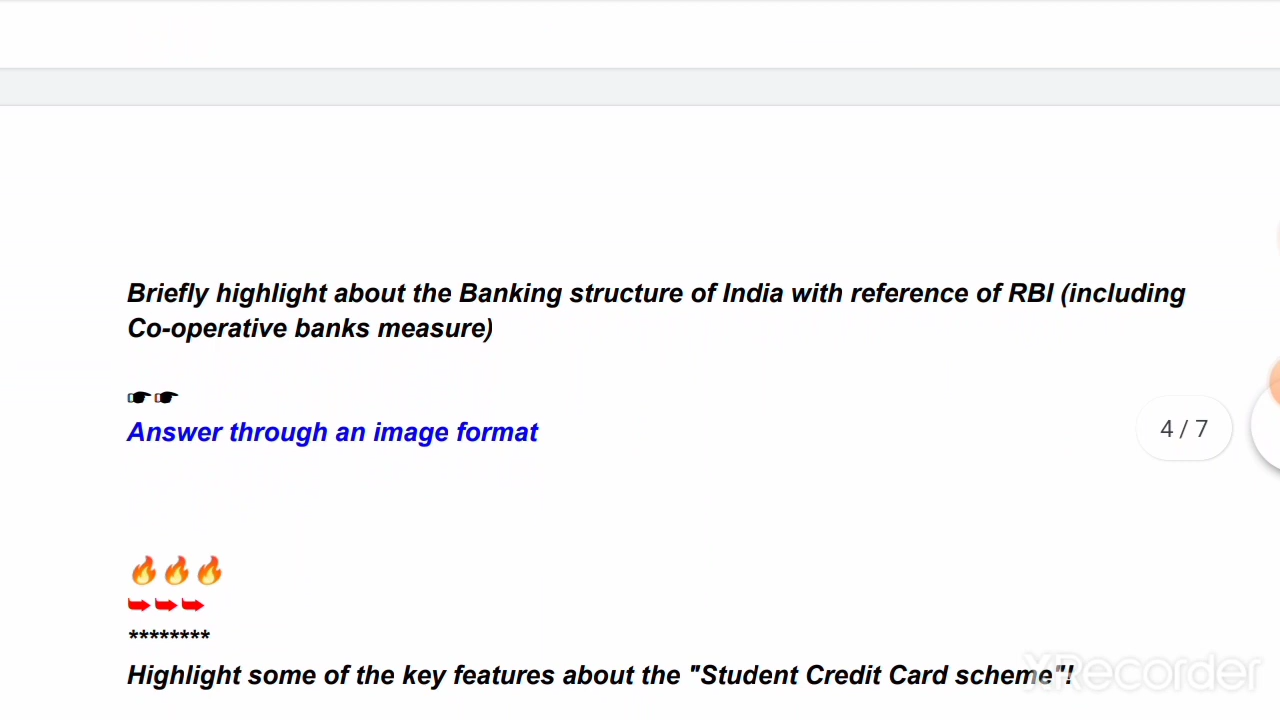 Briefly highlight about the Banking structure of India with reference of RBI (including
Co-operative banks measure)
Answer through an image format
4 / 7
********
Highlight some of the key features about the "Student Credit Card scheme"!
XRecorder